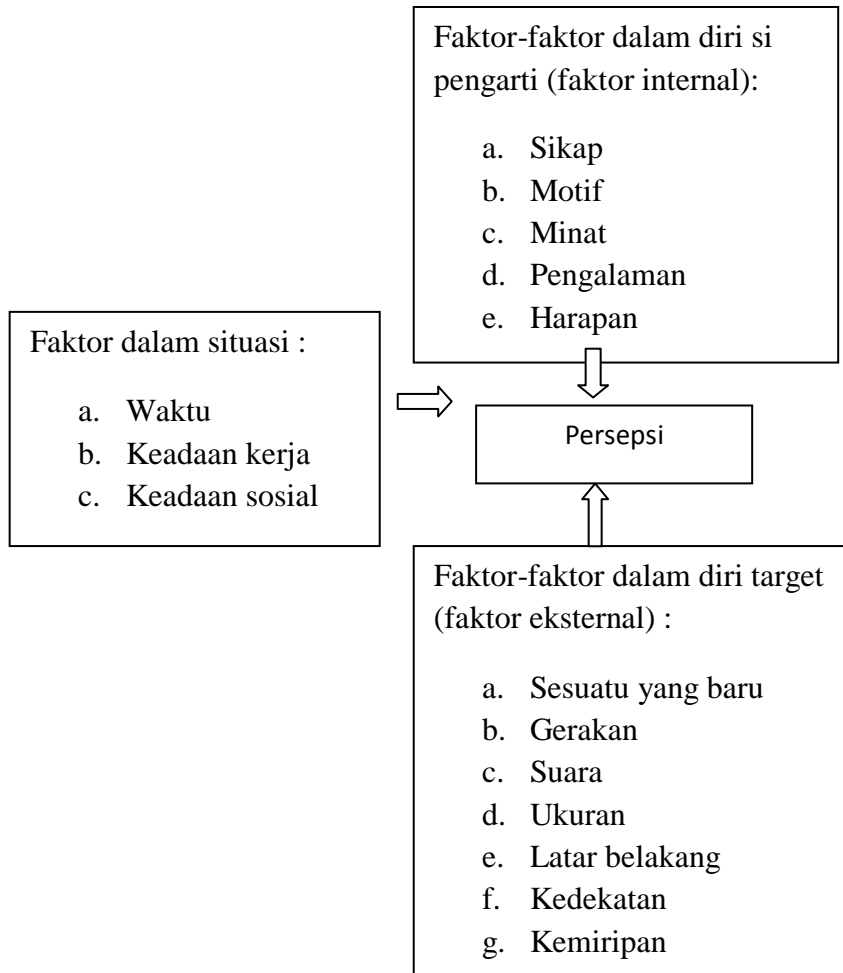 Faktor-faktor dalam diri si
pengarti (faktor internal):
a. Sikap
b. Motif
c. Minat
d. Pengalaman
e. Harapan
Faktor dalam situasi :
a. Waktu
b. Keadaan kerja
c. Keadaan sosial
Persepsi
Faktor-faktor dalam diri target
(faktor eksternal) :
a. Sesuatu yang baru
b. Gerakan
c. Suara
d. Ukuran
e. Latar belakang
f. Kedekatan
g. Kemiripan